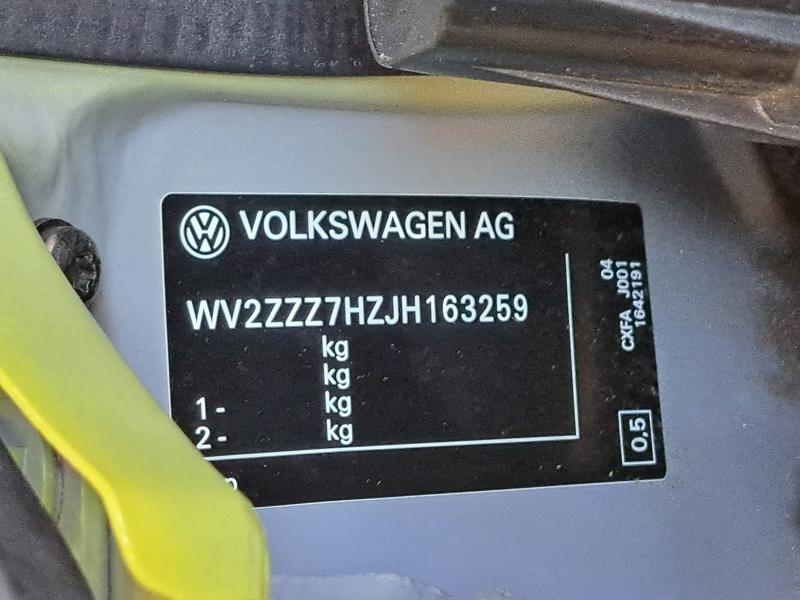 VOLKSWAGEN AG
WV2ZZZ7HZJH163259
kg
kg
1- kg
2- kg
04
CXFA J001
1642191
0,5